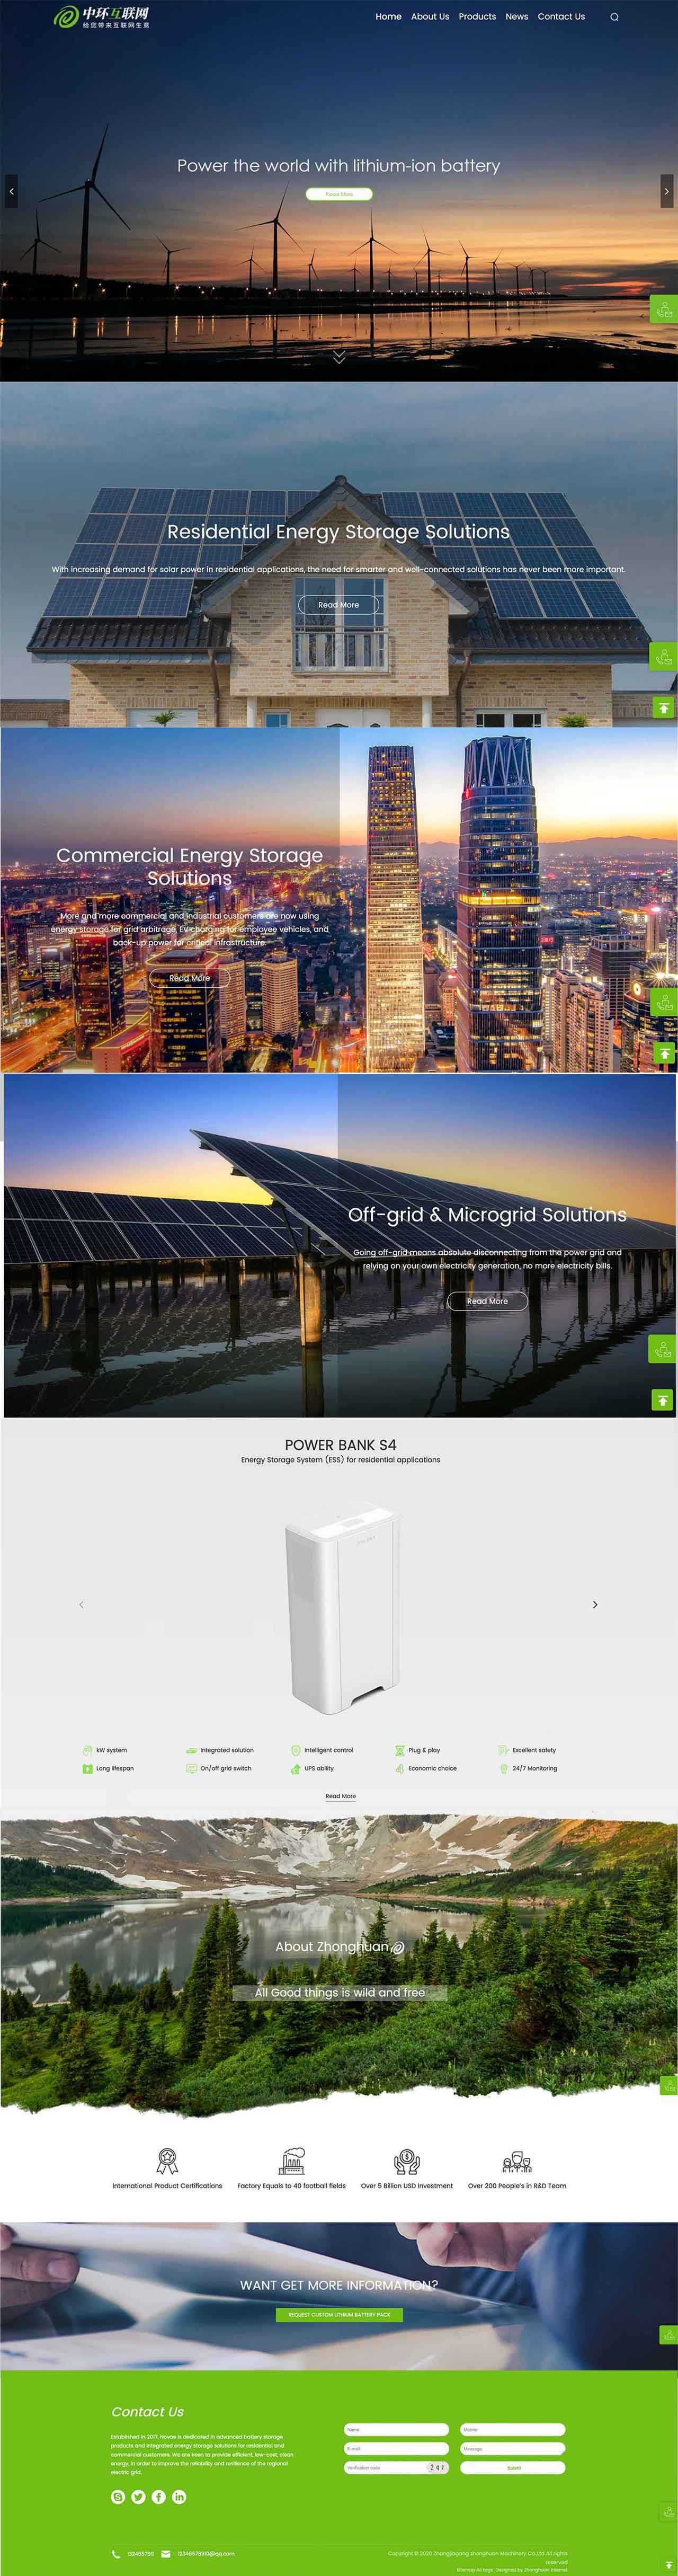 中环互联网
给您带来互联网生意
Home About Us Products News Contact Us
Power the world with lithium-ion battery
Read More
Residential Energy Storage Solutions
With increasing demand for solar power in residential applications, the need for smarter and well-connected solutions has never been more important.
Read More
Commercial Energy Storage
Solutions
More and more commercial and industrial customers are now using
energy storage for grid arbitrage, EV charging for employee vehicles, and
back-up power for critical infrastructure.
Read More
Off-grid & Microgrid Solutions
Going off-grid means absolute disconnecting from the power grid and
relying on your own electricity generation, no more electricity bills.
Read More
POWER BANK S4
Energy Storage System (ESS) for residential applications
kW system Integrated solution Intelligent control Plug & play Excellent safety
Long lifespan On/off grid switch UPS ability Economic choice 24/7 Monitoring
Read More
About Zhonghuan
All Good things is wild and free
International Product Certifications Factory Equals to 40 football fields Over 5 Billion USD Investment Over 200 People's in R&D Team
WANT GET MORE INFORMATION?
REQUEST CUSTOM LITHIUM BATTERY PACK
Contact Us
Established in 2017, Novse is dedicated in advanced battery storage
products and integrated energy storage solutions for residential and
commercial customers. We are keen to provide efficient, low-cost, clean
energy, in order to improve the reliability and resilience of the regional
electric grid.
Name Mobile
E-mail Message
Verification code Submit
132465789 12346578910@qq.com
Copyright © 2020 Zhangjiagang zhonghuan Machinery Co.,Ltd All rights
reserved
Sitemap Ad tags Designed by Zhonghuan Internet